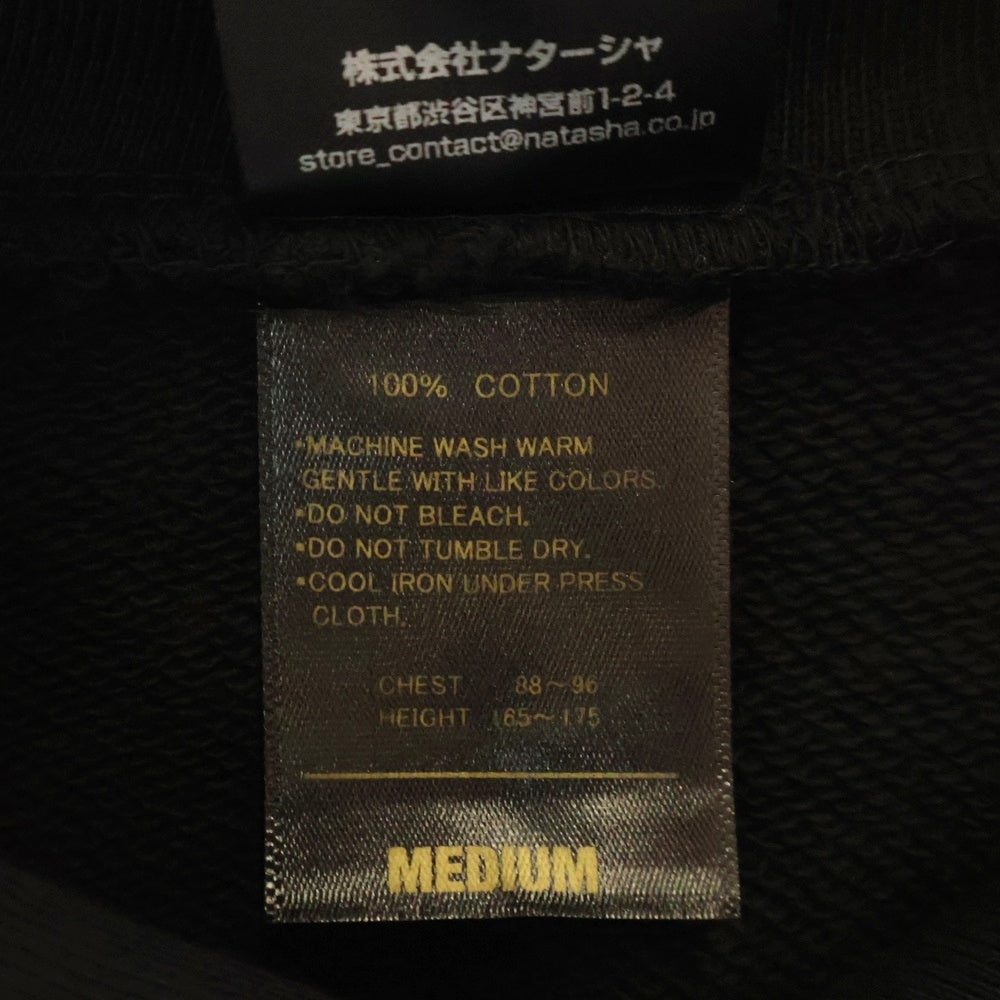 株式会社ナターシャ
東京都渋谷区神宮前1-2-4
store_contact@natasha.co.jp
100% COTTON
•MACHINE WASH WARM
GENTLE WITH LIKE COLORS.
•DO NOT BLEACH.
•DO NOT TUMBLE DRY.
•COOL IRON UNDER PRESS
CLOTH.
CHEST 88~96
HEIGHT 165~175
MEDIUM